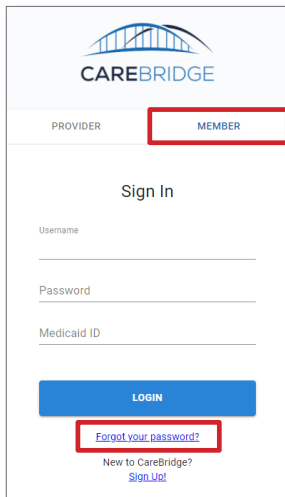 CAREBRIDGE
PROVIDER MEMBER
Sign In
Username
Password
Medicaid ID
LOGIN
Forgot your password?
New to CareBridge?
Sign Up!